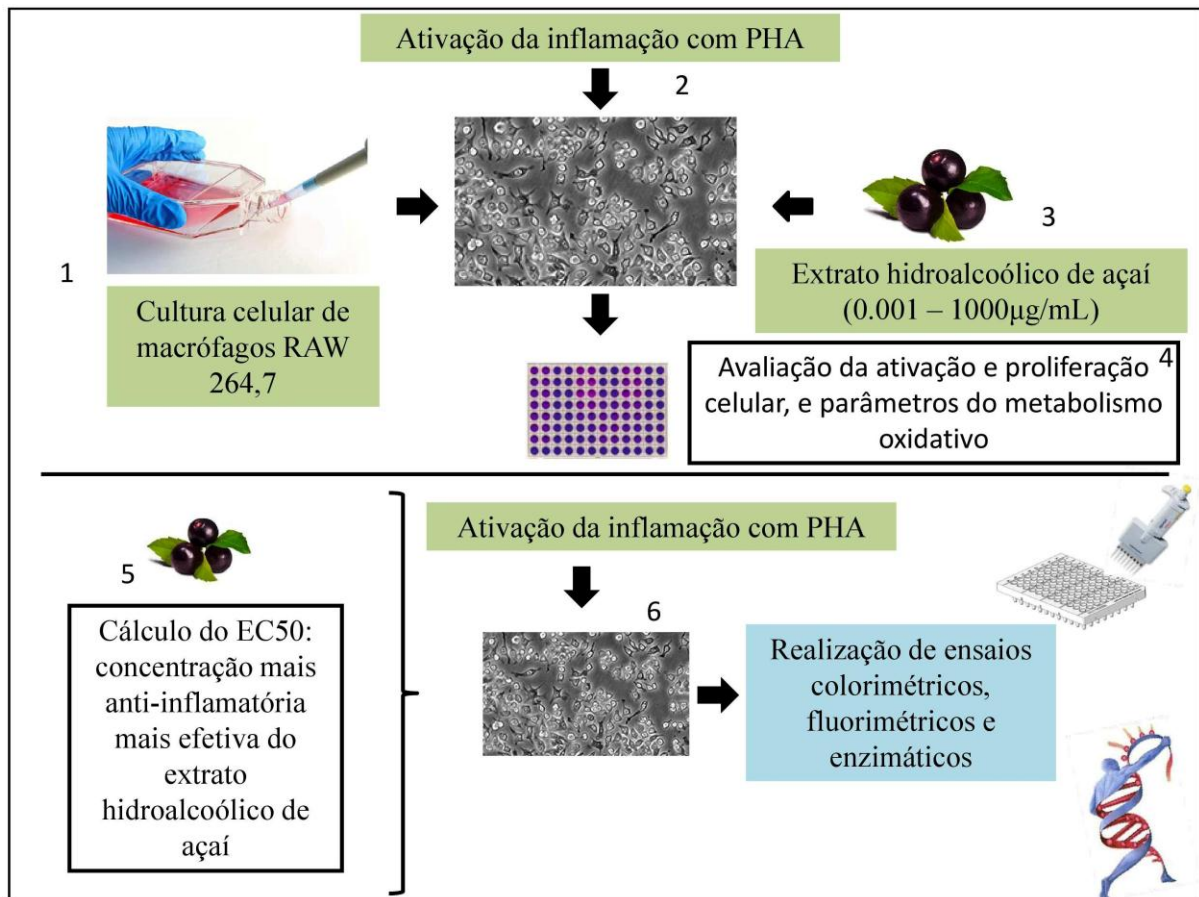 Ativação da inflamação com PHA
2
1
Cultura celular de
macrófagos RAW
264,7
3
Extrato hidroalcoólico de açaí
(0.001 – 1000µg/mL)
4
Avaliação da ativação e proliferação
celular, e parâmetros do metabolismo
oxidativo
5
Cálculo do EC50:
concentração mais
anti-inflamatória
mais efetiva do
extrato
hidroalcoólico de
açaí
Ativação da inflamação com PHA
6
Realização de ensaios
colorimétricos,
fluorimétricos e
enzimáticos